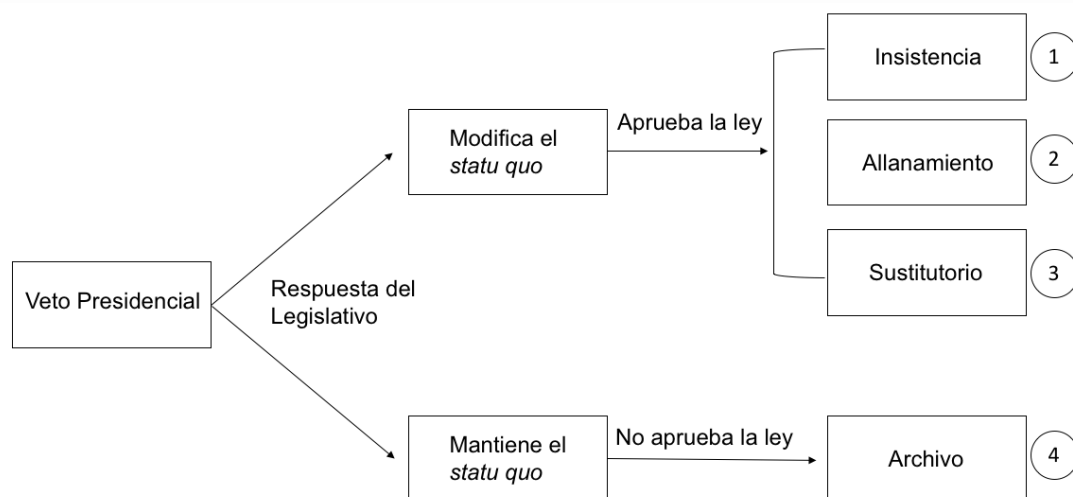 Insistencia
1
Modifica el
statu quo
Aprueba la ley
Allanamiento
2
Veto Presidencial
Respuesta del
Legislativo
Sustitutorio
3
Mantiene el
statu quo
No aprueba la ley
Archivo
4